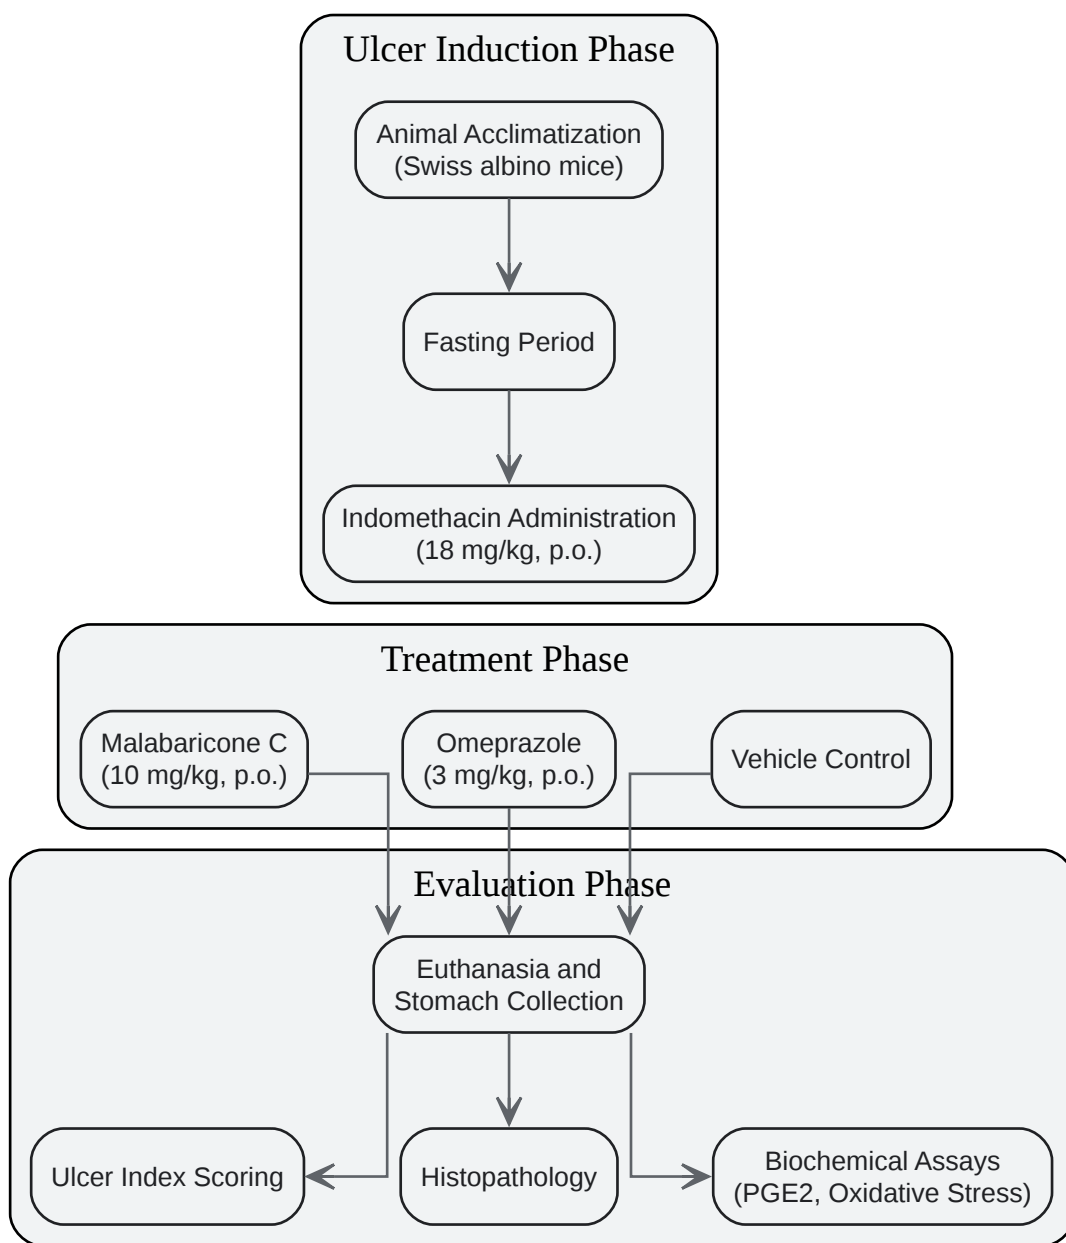 Ulcer Induction Phase
Animal Acclimatization
(Swiss albino mice)
Fasting Period
Indomethacin Administration
(18 mg/kg, p.o.)
Treatment Phase
Malabaricone C
(10 mg/kg, p.o.)
Omeprazole
(3 mg/kg, p.o.)
Vehicle Control
Evaluation Phase
Euthanasia and
Stomach Collection
Ulcer Index Scoring
Histopathology
Biochemical Assays
(PGE2, Oxidative Stress)